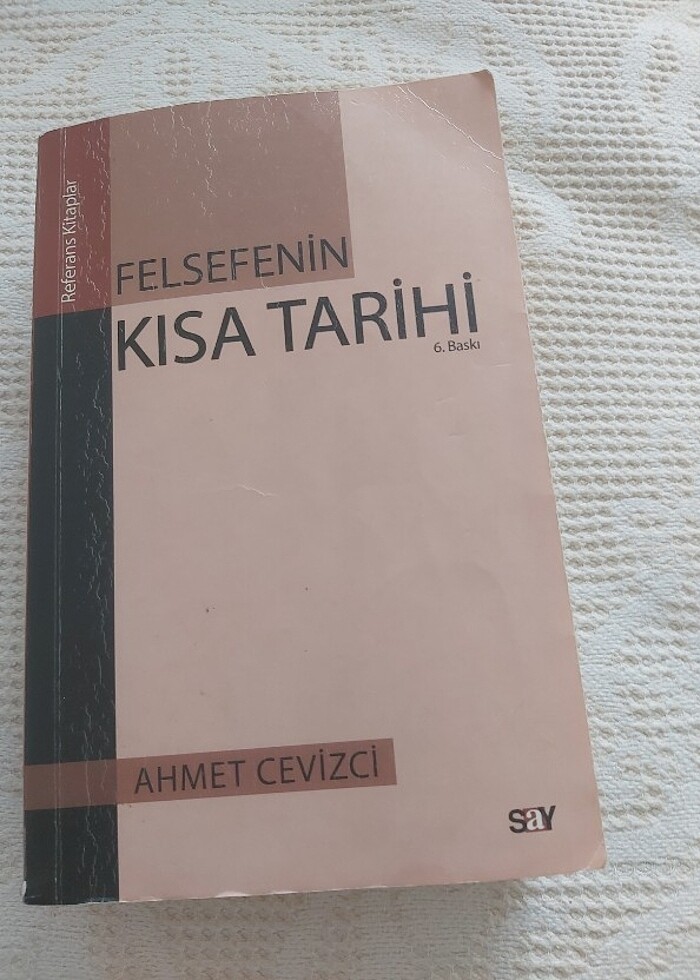 Referans Kitaplar
FELSEFENİN
KISA TARİHİ
6. Baskı
AHMET CEVİZCİ
SAY